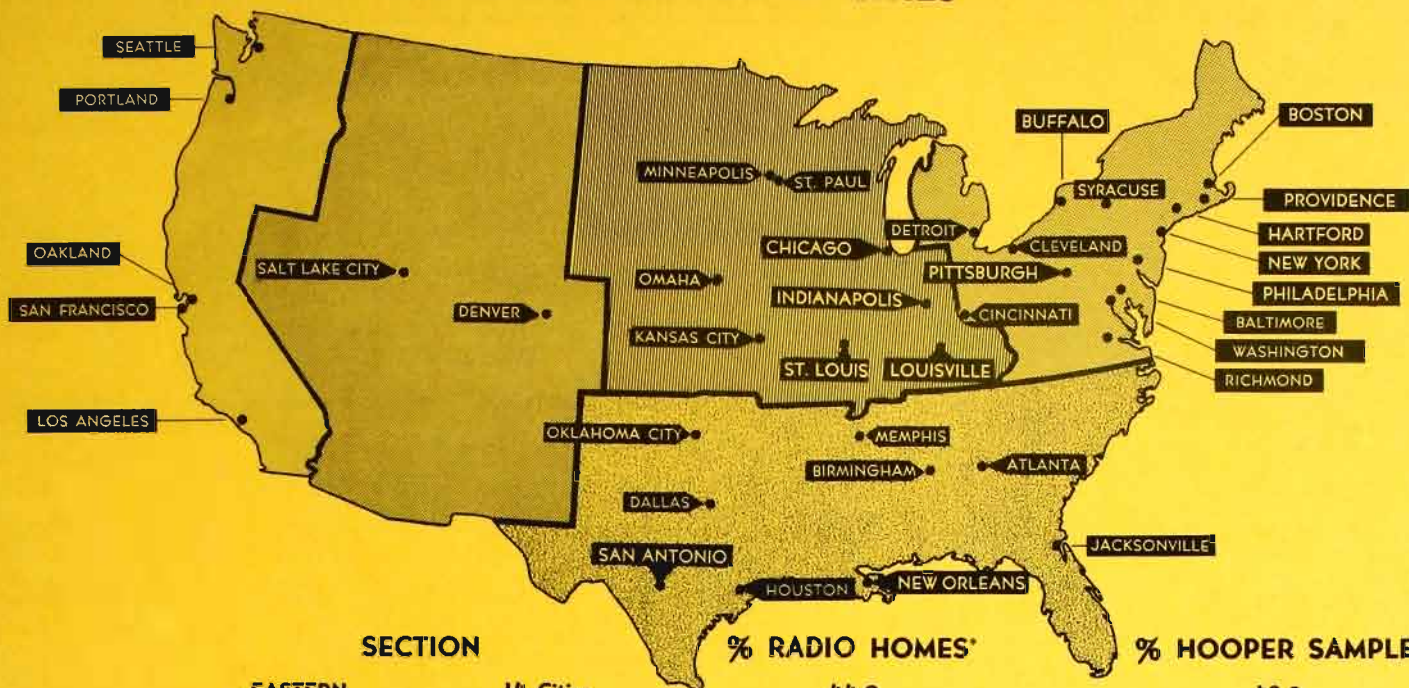 SEATTLE
PORTLAND
BUFFALO
BOSTON
MINNEAPOLIS
ST. PAUL
SYRACUSE
PROVIDENCE
DETROIT
HARTFORD
OAKLAND
CHICAGO
CLEVELAND
NEW YORK
SALT LAKE CITY
OMAHA
PITTSBURGH
PHILADELPHIA
SAN FRANCISCO
DENVER
INDIANAPOLIS
CINCINNATI
BALTIMORE
KANSAS CITY
WASHINGTON
ST. LOUIS
LOUISVILLE
RICHMOND
LOS ANGELES
OKLAHOMA CITY
MEMPHIS
BIRMINGHAM
ATLANTA
DALLAS
JACKSONVILLE
SAN ANTONIO
HOUSTON
NEW ORLEANS
SECTION % RADIO HOMES* % HOOPER SAMPLE
EASTERN Cities